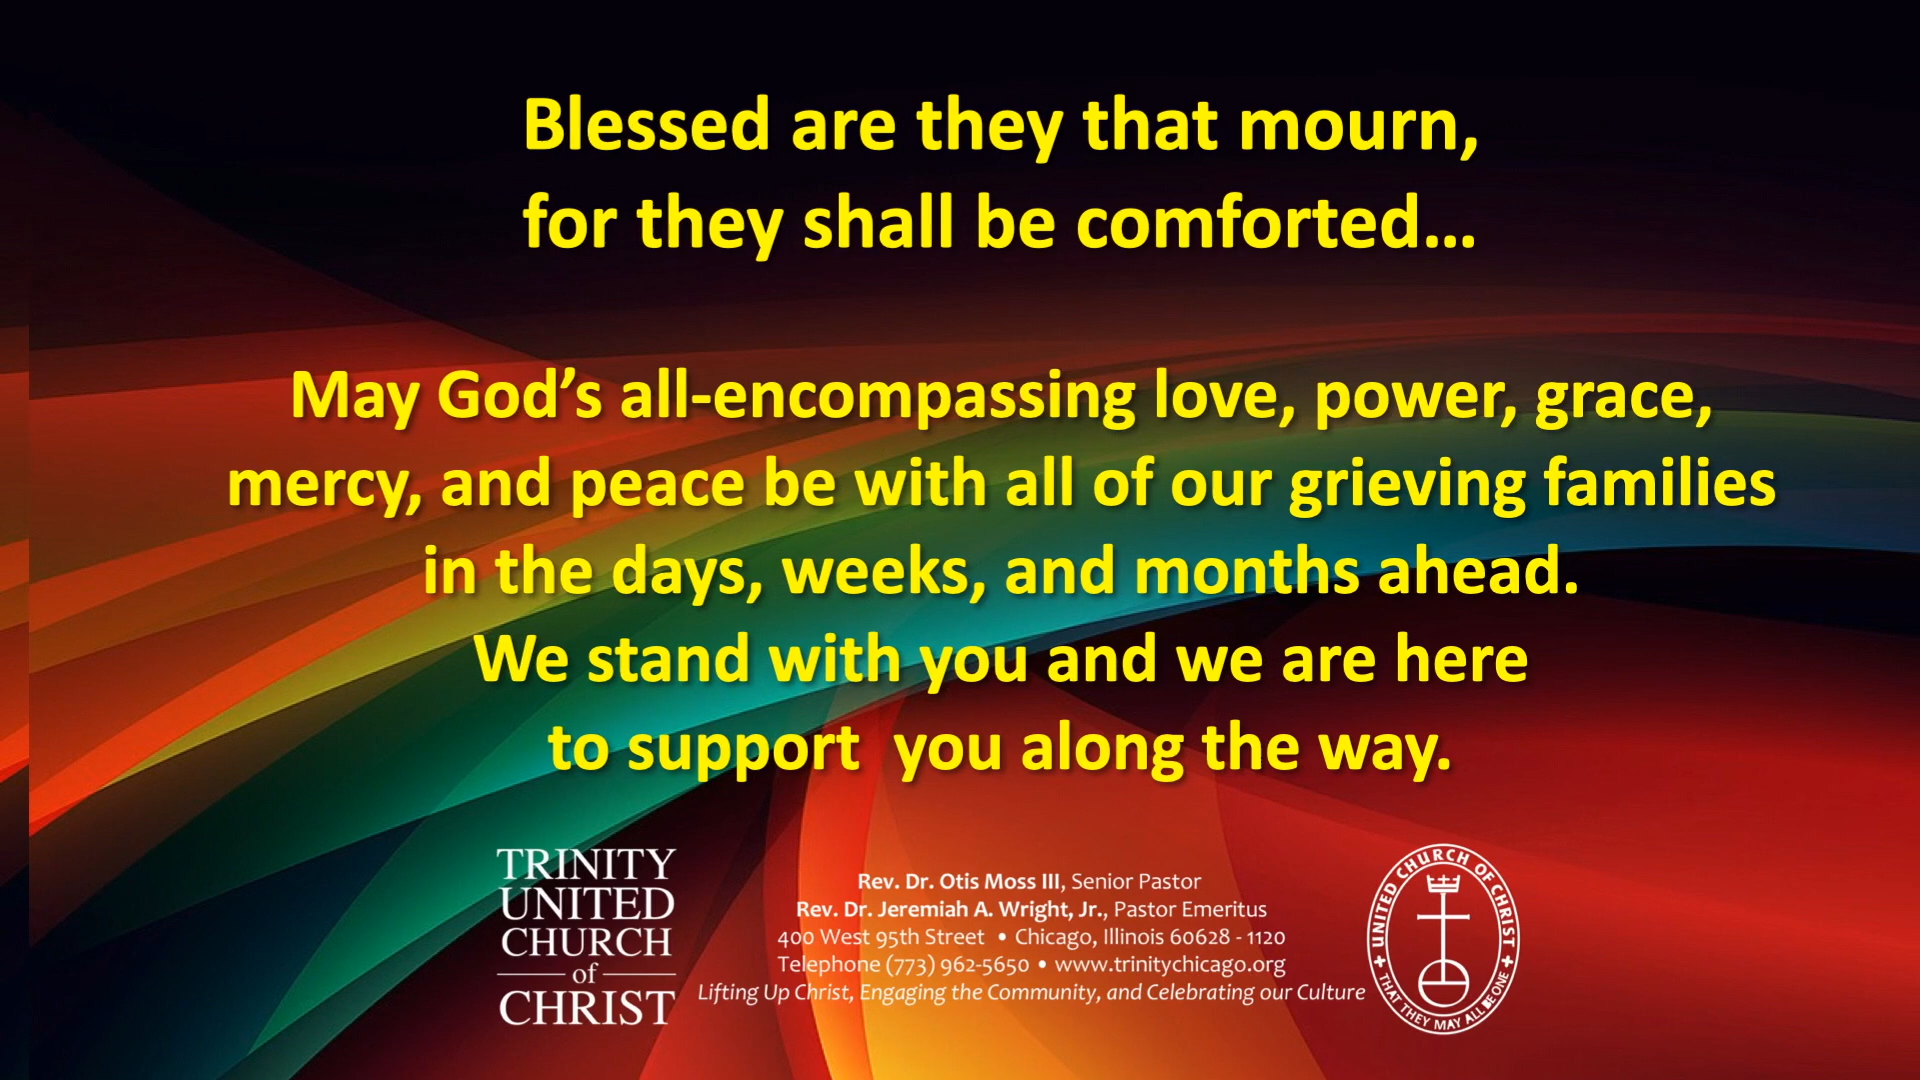 Blessed are they that mourn,
for they shall be comforted…
May God’s all-encompassing love, power, grace,
mercy, and peace be with all of our grieving families
in the days, weeks, and months ahead.
We stand with you and we are here
to support  you along the way.
TRINITY
UNITED
CHURCH
of
CHRIST
Rev. Dr. Otis Moss III, Senior Pastor
Rev. Dr. Jeremiah A. Wright, Jr., Pastor Emeritus
400 West 95th Street • Chicago, Illinois 60628 - 1120
Telephone (773) 962-5650 • www.trinitychicago.org
Lifting Up Christ, Engaging the Community, and Celebrating our Culture
UNITED CHURCH OF CHRIST
THAT THEY MAY ALL BE ONE